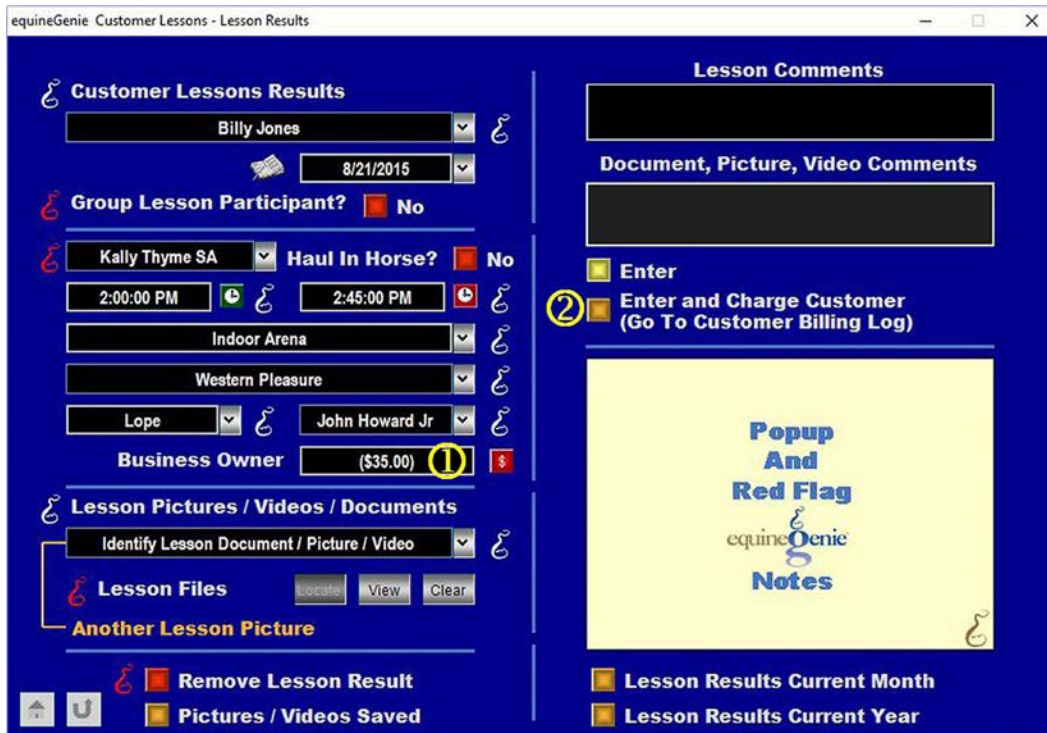 equineGenie Customer Lessons - Lesson Results
Customer Lessons Results
Billy Jones
8/21/2015
Group Lesson Participant? No
Kally Thyme SA Haul In Horse? No
2:00:00 PM 2:45:00 PM
Indoor Arena
Western Pleasure
Lope John Howard Jr
Business Owner ($35.00) ① $
Lesson Pictures / Videos / Documents
Identify Lesson Document / Picture / Video
Lesson Files Locate View Clear
Another Lesson Picture
Remove Lesson Result
Pictures / Videos Saved
Lesson Comments
Document, Picture, Video Comments
Enter
② Enter and Charge Customer
(Go To Customer Billing Log)
Popup
And
Red Flag
equineGenie
Notes
Lesson Results Current Month
Lesson Results Current Year